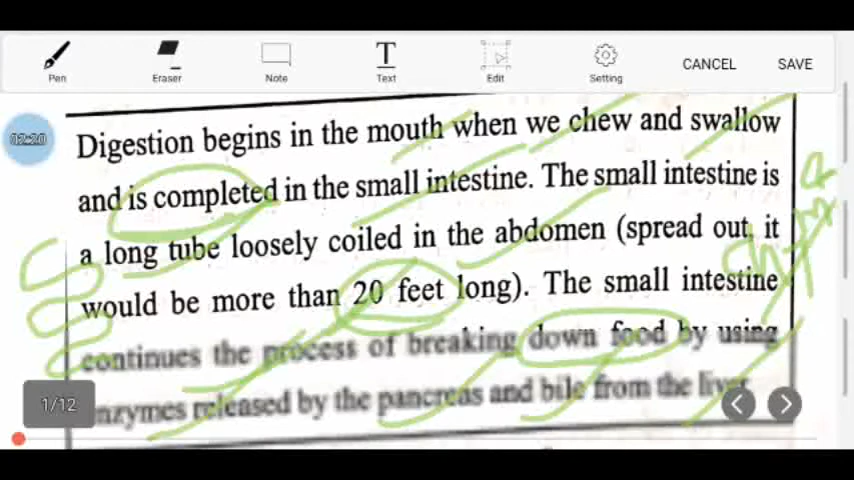 Pen Eraser Note Text Edit Setting CANCEL SAVE
02:20
Digestion begins in the mouth when we chew and swallow
and is completed in the small intestine. The small intestine is
a long tube loosely coiled in the abdomen (spread out, it
would be more than 20 feet long). The small intestine
continues the process of breaking down food by using
enzymes released by the pancreas and bile from the liver
1/12